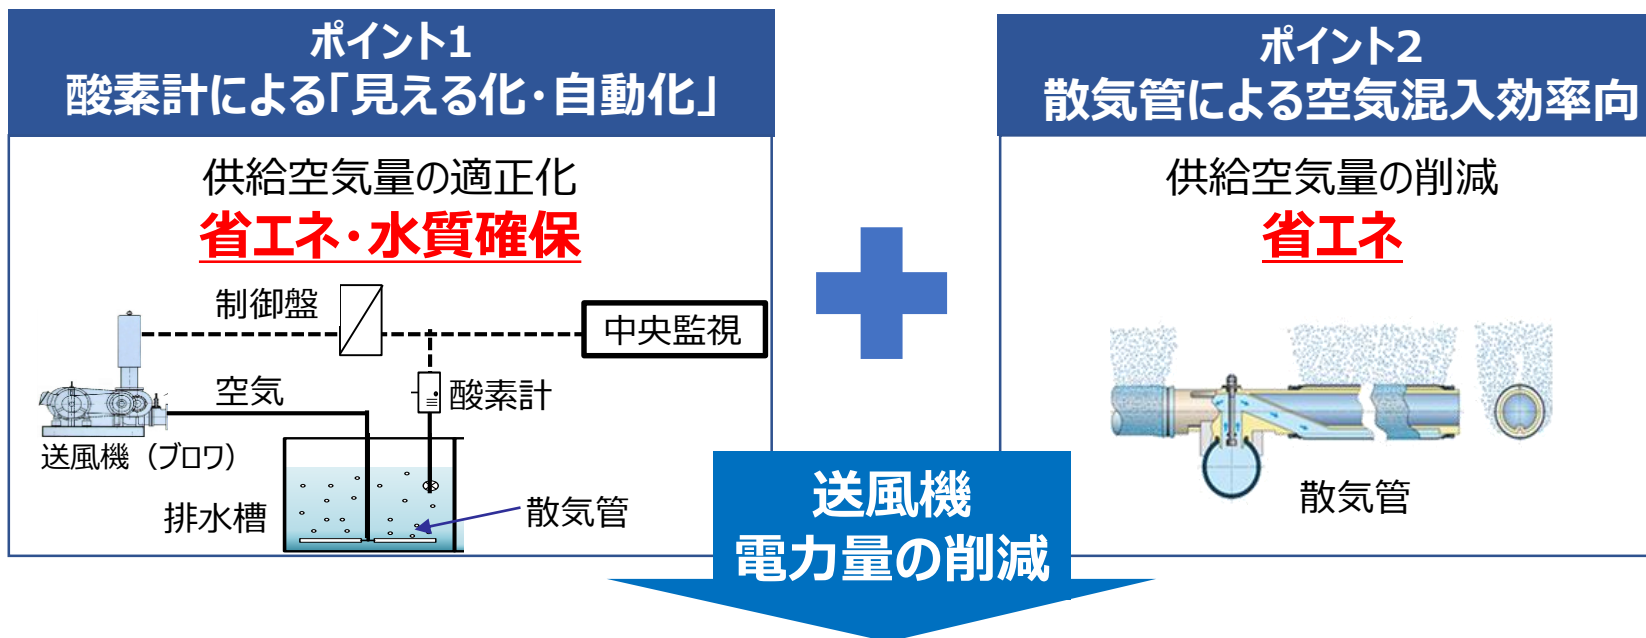 ポイント1
酸素計による「見える化・自動化」
供給空気量の適正化
省エネ・水質確保
制御盤
中央監視
空気
酸素計
送風機（ブロワ）
排水槽
散気管
ポイント2
散気管による空気混入効率向
供給空気量の削減
省エネ
散気管
送風機
電力量の削減